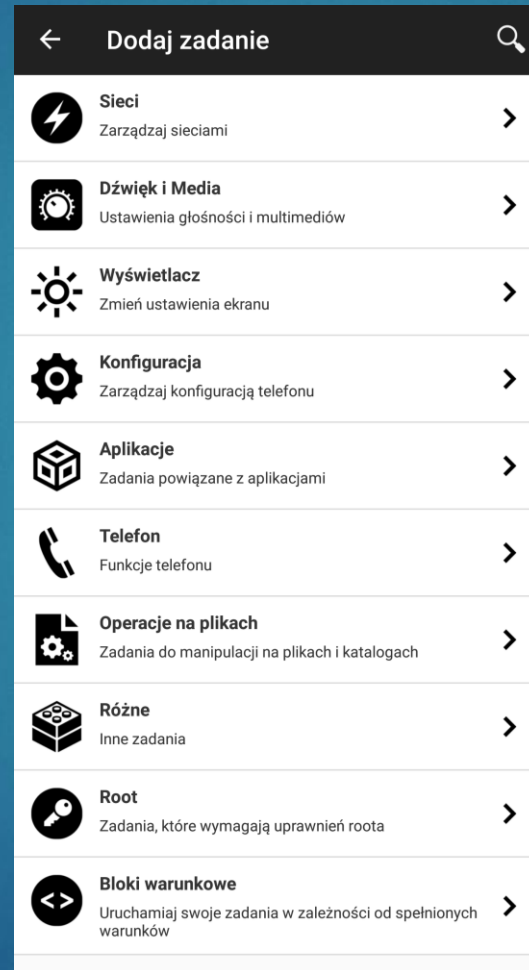 Dodaj zadanie
Sieci
Zarządzaj sieciami
Dźwięk i Media
Ustawienia głośności i multimediów
Wyświetlacz
Zmień ustawienia ekranu
Konfiguracja
Zarządzaj konfiguracją telefonu
Aplikacje
Zadania powiązane z aplikacjami
Telefon
Funkcje telefonu
Operacje na plikach
Zadania do manipulacji na plikach i katalogach
Różne
Inne zadania
Root
Zadania, które wymagają uprawnień roota
Bloki warunkowe
Uruchamiaj swoje zadania w zależności od spełnionych
warunków